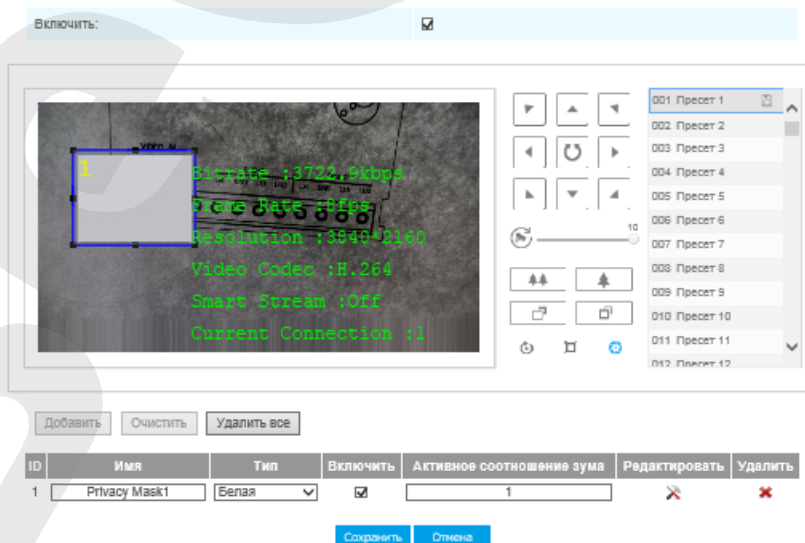 Включить:
1
Bitrate :3722.9kbps
Frame Rate :8fps
Resolution :3840*2160
Video Codec :H.264
Smart Stream :Off
Current Connection :1
10
001 Пресет 1
002 Пресет 2
003 Пресет 3
004 Пресет 4
005 Пресет 5
006 Пресет 6
007 Пресет 7
008 Пресет 8
009 Пресет 9
010 Пресет 10
011 Пресет 11
012 Пресет 12
Добавить Очистить Удалить все
ID Имя Тип Включить Активное соотношение зума Редактировать Удалить
1 Privacy Mask1 Белая 1
Сохранить Отмена